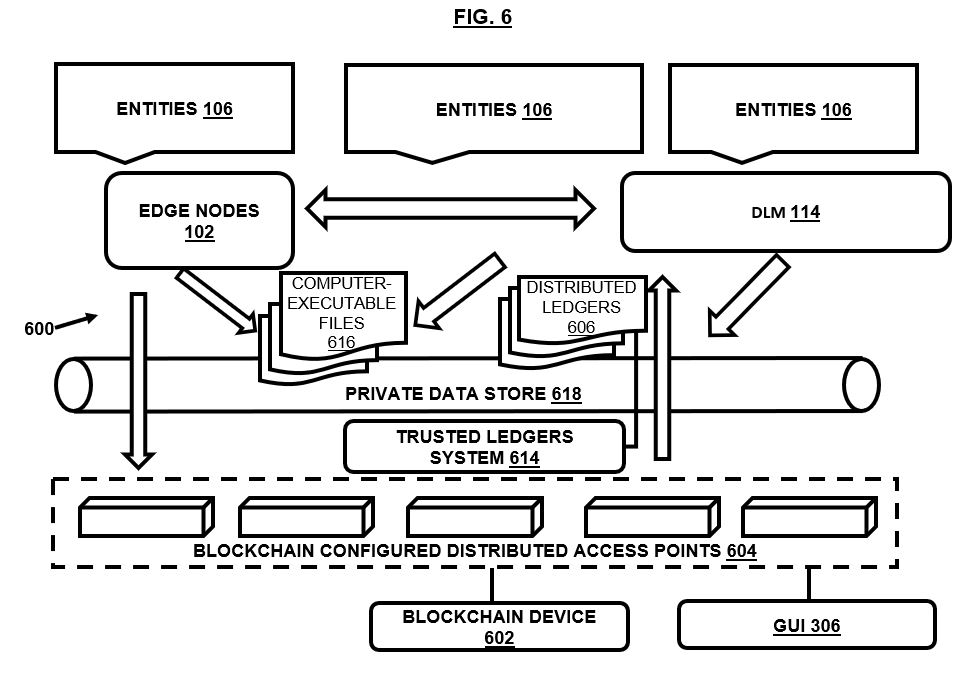 FIG. 6
ENTITIES 106
ENTITIES 106
ENTITIES 106
EDGE NODES
102
DLM 114
COMPUTER-
EXECUTABLE
FILES
616
DISTRIBUTED
LEDGERS
606
600
PRIVATE DATA STORE 618
TRUSTED LEDGERS
SYSTEM 614
BLOCKCHAIN CONFIGURED DISTRIBUTED ACCESS POINTS 604
BLOCKCHAIN DEVICE
602
GUI 306